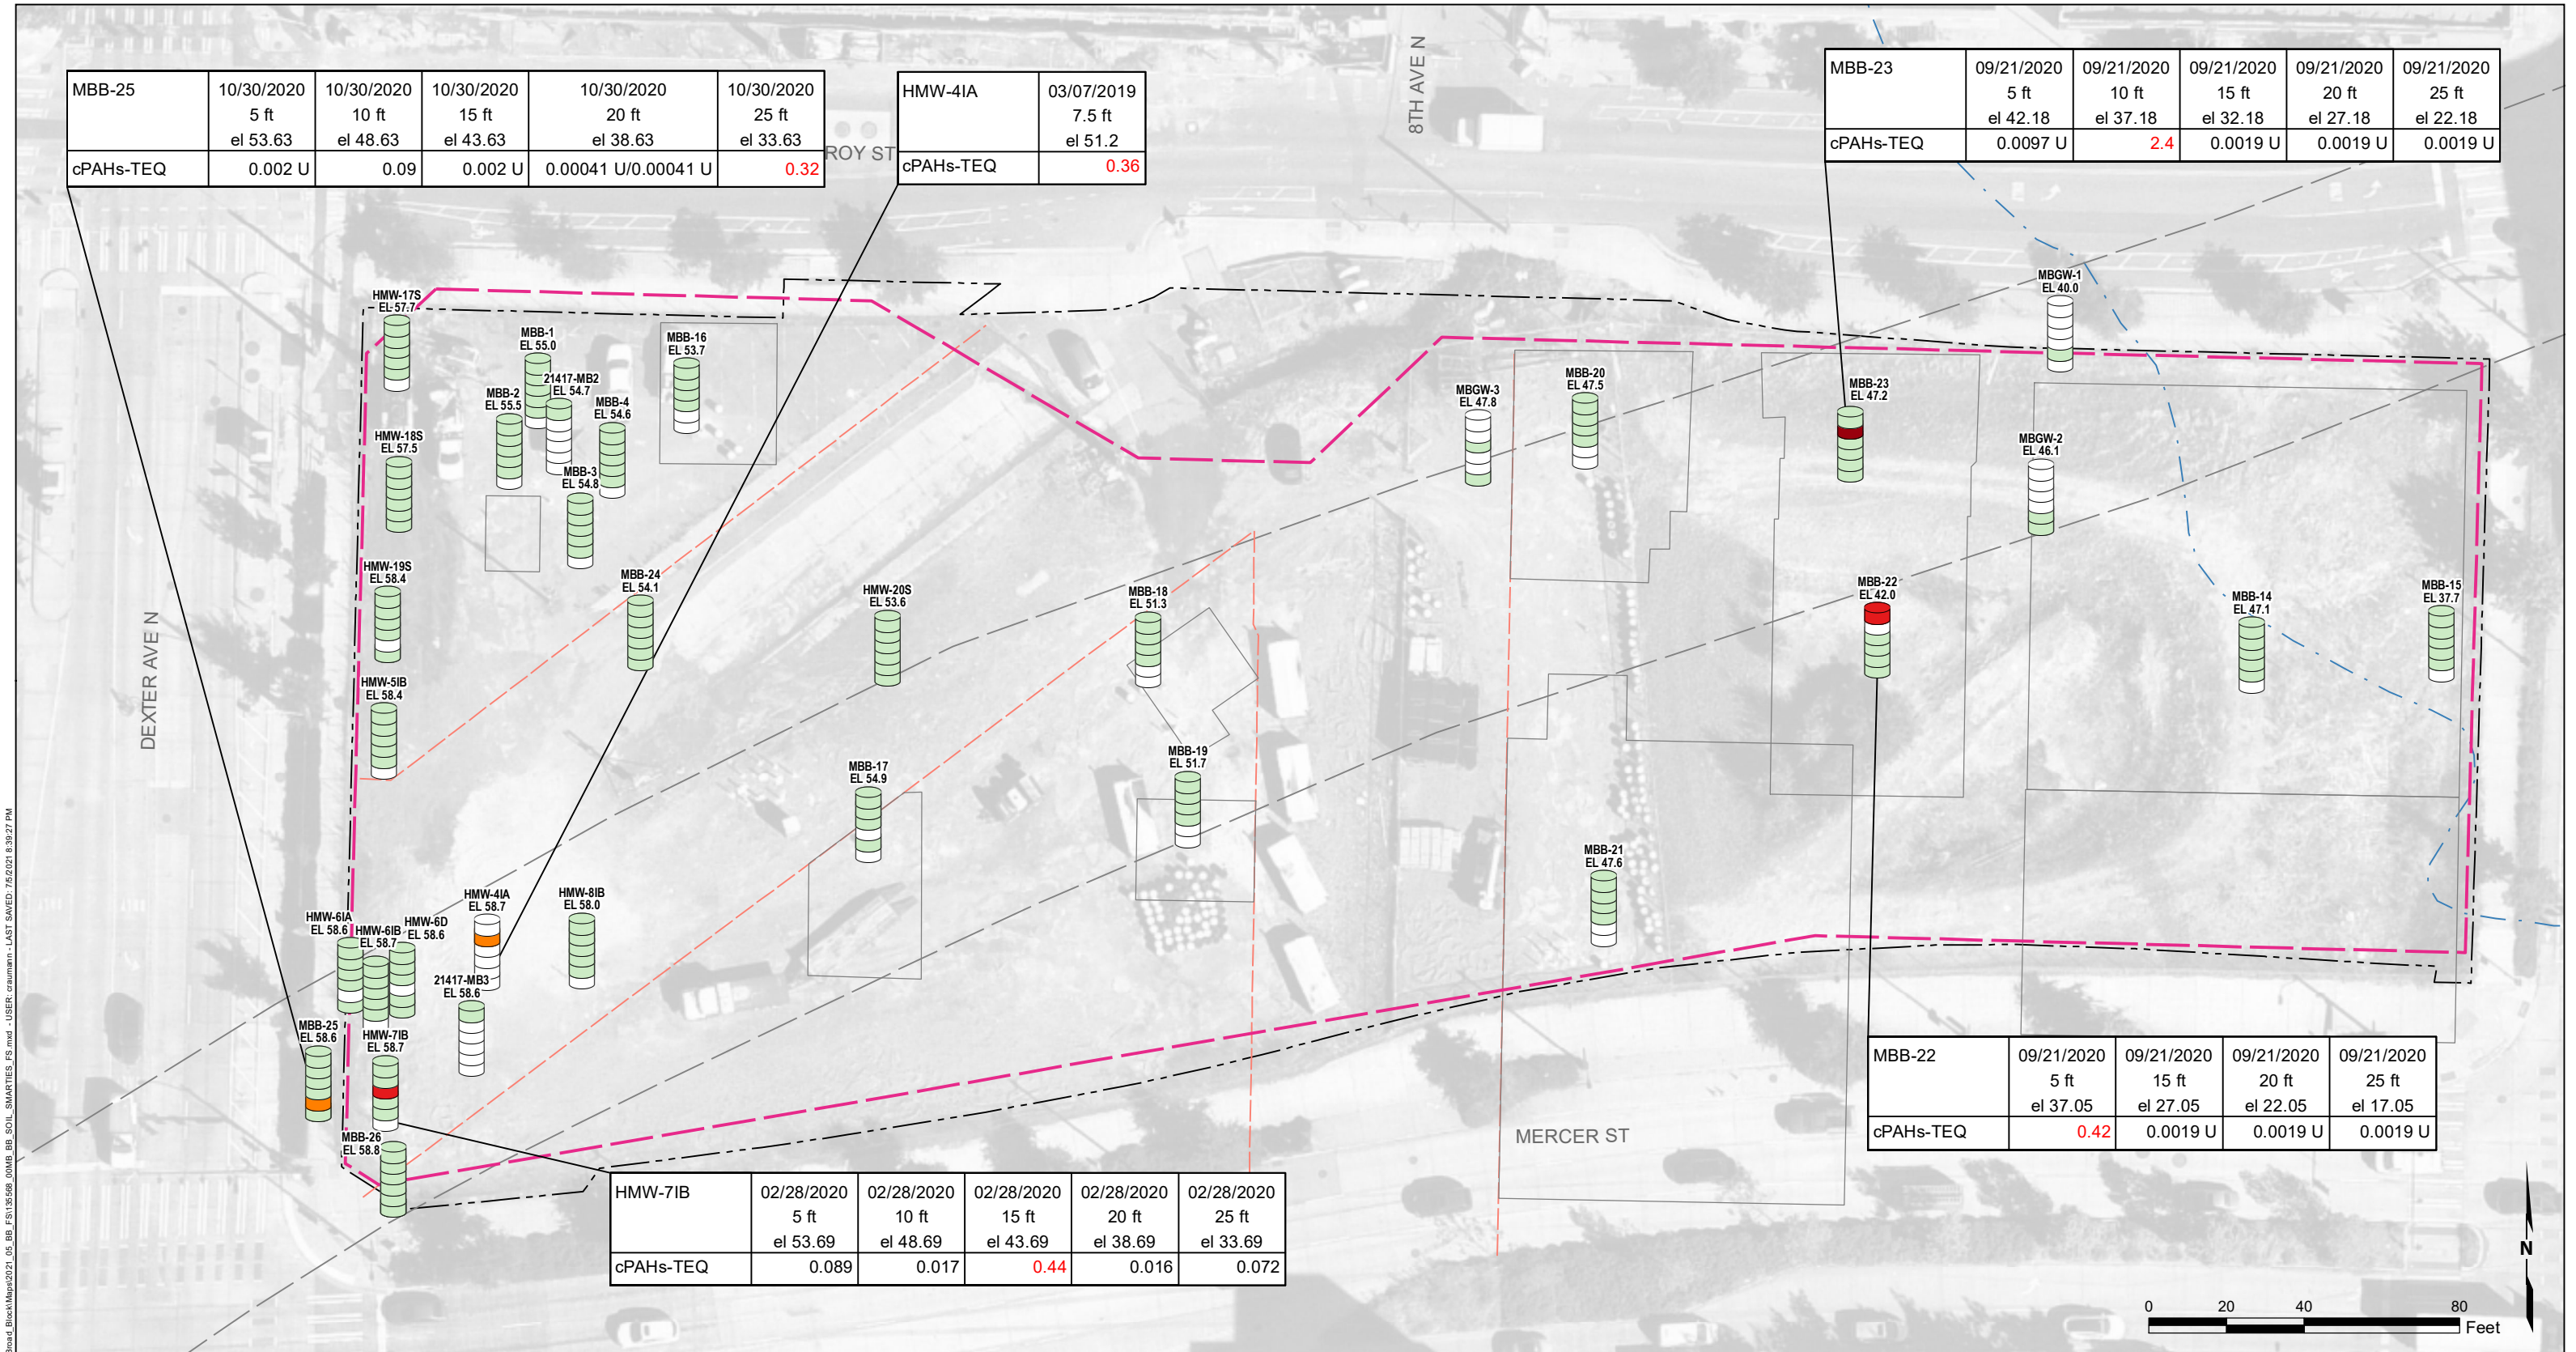 MBB-25 10/30/2020 10/30/2020 10/30/2020 10/30/2020 10/30/2020
5 ft 10 ft 15 ft 20 ft 25 ft
el 53.63 el 48.63 el 43.63 el 38.63 el 33.63
cPAHs-TEQ 0.002 U 0.09 0.002 U 0.00041 U/0.00041 U 0.32
HMW-4IA 03/07/2019
7.5 ft
el 51.2
cPAHs-TEQ 0.36
MBB-23 09/21/2020 09/21/2020 09/21/2020 09/21/2020 09/21/2020
5 ft 10 ft 15 ft 20 ft 25 ft
el 42.18 el 37.18 el 32.18 el 27.18 el 22.18
cPAHs-TEQ 0.0097 U 2.4 0.0019 U 0.0019 U 0.0019 U
ROY ST
8TH AVE N
DEXTER AVE N
MERCER ST
HMW-17S
EL 57.7
MBB-1
EL 55.0
21417-MB2
EL 54.7
MBB-2
EL 55.5
MBB-4
EL 54.6
MBB-16
EL 53.7
HMW-18S
EL 57.5
MBB-3
EL 54.8
MBGW-3
EL 47.8
MBB-20
EL 47.5
MBB-23
EL 47.2
MBGW-1
EL 40.0
MBGW-2
EL 46.1
HMW-19S
EL 58.4
MBB-24
EL 54.1
HMW-20S
EL 53.6
MBB-18
EL 51.3
MBB-22
EL 42.0
MBB-14
EL 47.1
MBB-15
EL 37.7
HMW-5IB
EL 58.4
MBB-17
EL 54.9
MBB-19
EL 51.7
MBB-21
EL 47.6
HMW-6IA
EL 58.6
HMW-6IB
EL 58.7
HMW-6D
EL 58.6
HMW-4IA
EL 58.7
HMW-8IB
EL 58.0
21417-MB3
EL 58.6
MBB-25
EL 58.6
HMW-7IB
EL 58.7
MBB-26
EL 58.8
MBB-22 09/21/2020 09/21/2020 09/21/2020 09/21/2020
5 ft 15 ft 20 ft 25 ft
el 37.05 el 27.05 el 22.05 el 17.05
cPAHs-TEQ 0.42 0.0019 U 0.0019 U 0.0019 U
HMW-7IB 02/28/2020 02/28/2020 02/28/2020 02/28/2020 02/28/2020
5 ft 10 ft 15 ft 20 ft 25 ft
el 53.69 el 48.69 el 43.69 el 38.69 el 33.69
cPAHs-TEQ 0.089 0.017 0.44 0.016 0.072
N
0 20 40 80
Feet
Broad_Block\Maps\2021_05_BB_FS\135568_00MB_BB_SOIL_SMARTIES_FS.mxd - USER: craumann - LAST SAVED: 7/5/2021 8:39:27 PM